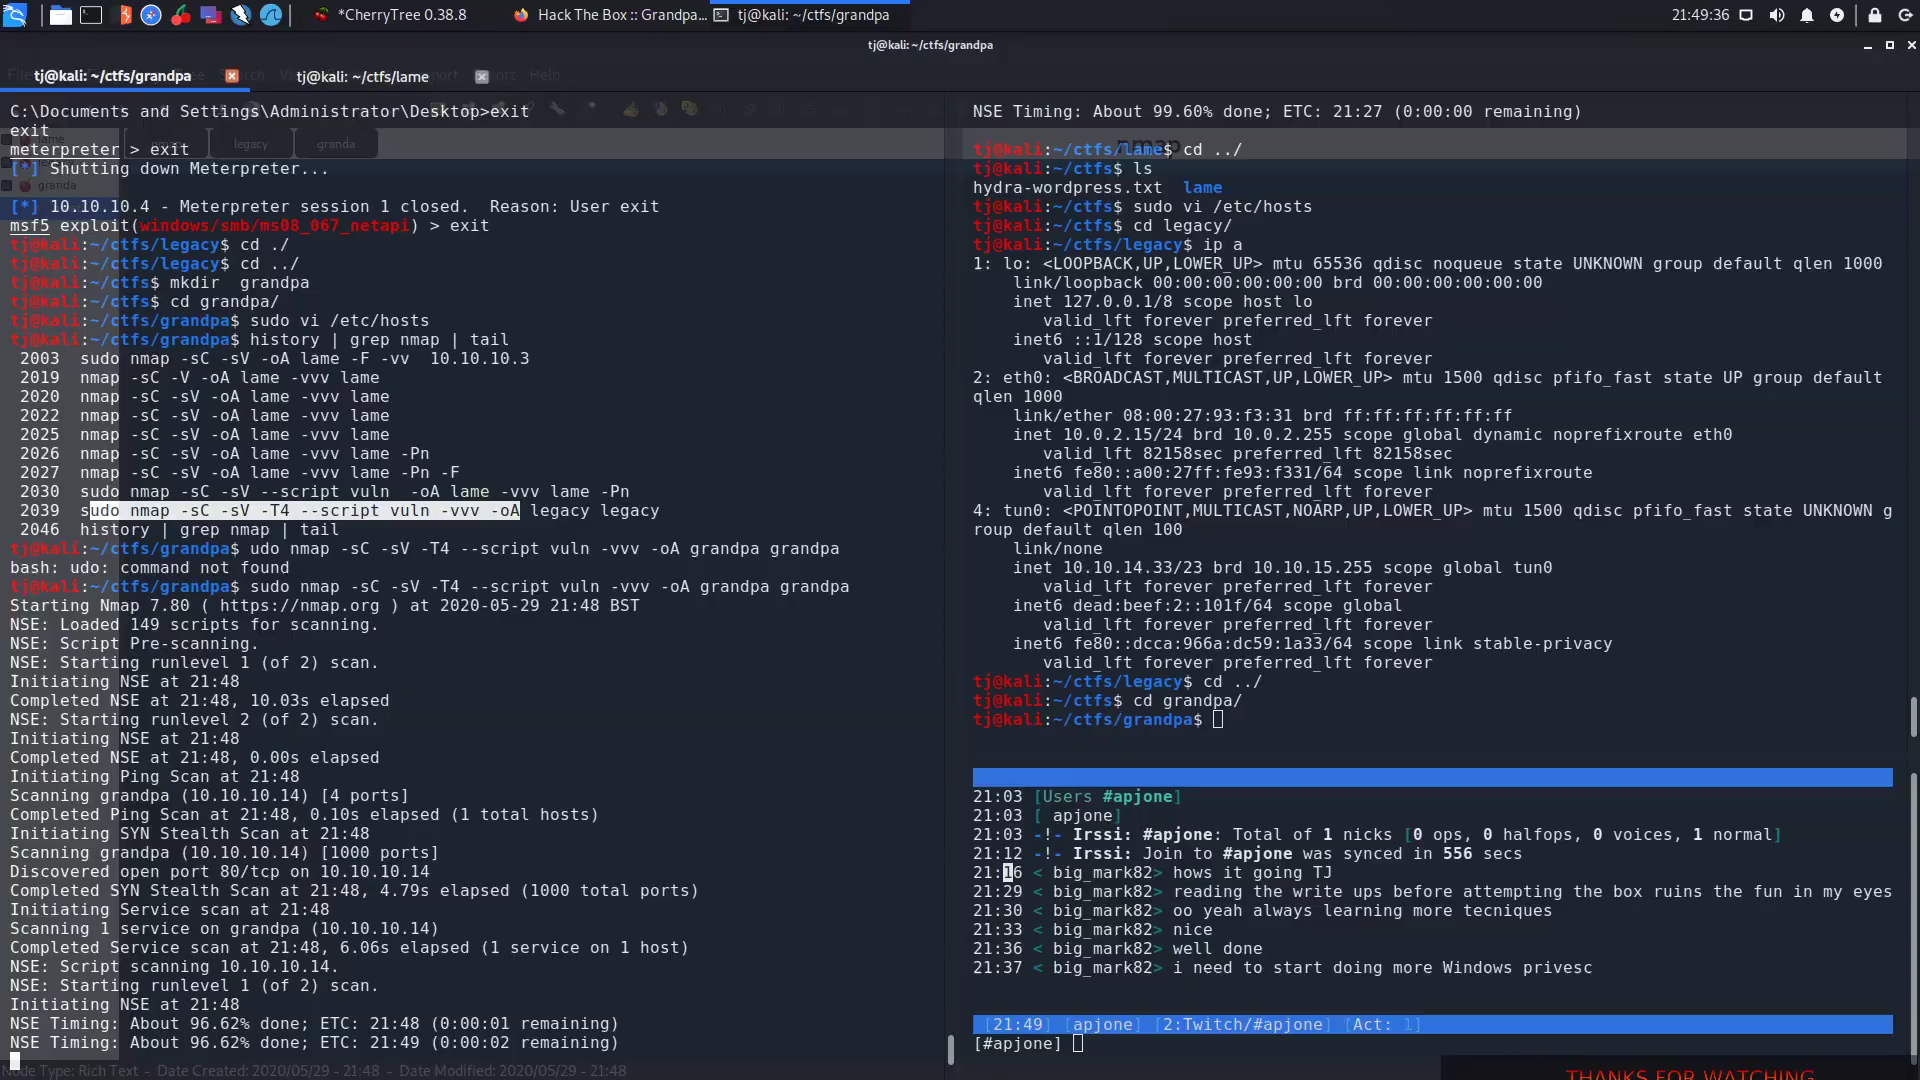 *CherryTree 0.38.8
Hack The Box :: Grandpa...
tj@kali: ~/ctfs/grandpa
21:49:36
tj@kali: ~/ctfs/grandpa
tj@kali: ~/ctfs/grandpa
tj@kali: ~/ctfs/lame
Help
C:\Documents and Settings\Administrator\Desktop>exit
exit
meterpreter > exit
legacy
granda
[*] Shutting down Meterpreter...
granda
[*] 10.10.10.4 - Meterpreter session 1 closed.  Reason: User exit
msf5 exploit(windows/smb/ms08_067_netapi) > exit
tj@kali:~/ctfs/legacy$ cd ./
tj@kali:~/ctfs/legacy$ cd ../
tj@kali:~/ctfs$ mkdir  grandpa
tj@kali:~/ctfs$ cd grandpa/
tj@kali:~/ctfs/grandpa$ sudo vi /etc/hosts
tj@kali:~/ctfs/grandpa$ history | grep nmap | tail
2003  sudo nmap -sC -sV -oA lame -F -vv  10.10.10.3
2019  nmap -sC -V -oA lame -vvv lame
2020  nmap -sC -sV -oA lame -vvv lame
2022  nmap -sC -sV -oA lame -vvv lame
2025  nmap -sC -sV -oA lame -vvv lame
2026  nmap -sC -sV -oA lame -vvv lame -Pn
2027  nmap -sC -sV -oA lame -vvv lame -Pn -F
2030  sudo nmap -sC -sV --script vuln  -oA lame -vvv lame -Pn
2039  sudo nmap -sC -sV -T4 --script vuln -vvv -oA legacy legacy
2046  history | grep nmap | tail
tj@kali:~/ctfs/grandpa$ udo nmap -sC -sV -T4 --script vuln -vvv -oA grandpa grandpa
bash: udo: command not found
tj@kali:~/ctfs/grandpa$ sudo nmap -sC -sV -T4 --script vuln -vvv -oA grandpa grandpa
Starting Nmap 7.80 ( https://nmap.org ) at 2020-05-29 21:48 BST
NSE: Loaded 149 scripts for scanning.
NSE: Script Pre-scanning.
NSE: Starting runlevel 1 (of 2) scan.
Initiating NSE at 21:48
Completed NSE at 21:48, 10.03s elapsed
NSE: Starting runlevel 2 (of 2) scan.
Initiating NSE at 21:48
Completed NSE at 21:48, 0.00s elapsed
Initiating Ping Scan at 21:48
Scanning grandpa (10.10.10.14) [4 ports]
Completed Ping Scan at 21:48, 0.10s elapsed (1 total hosts)
Initiating SYN Stealth Scan at 21:48
Scanning grandpa (10.10.10.14) [1000 ports]
Discovered open port 80/tcp on 10.10.10.14
Completed SYN Stealth Scan at 21:48, 4.79s elapsed (1000 total ports)
Initiating Service scan at 21:48
Scanning 1 service on grandpa (10.10.10.14)
Completed Service scan at 21:48, 6.06s elapsed (1 service on 1 host)
NSE: Script scanning 10.10.10.14.
NSE: Starting runlevel 1 (of 2) scan.
Initiating NSE at 21:48
NSE Timing: About 96.62% done; ETC: 21:48 (0:00:01 remaining)
NSE Timing: About 96.62% done; ETC: 21:49 (0:00:02 remaining)
Node Type: Rich Text  -  Date Created: 2020/05/29 - 21:48  -  Date Modified: 2020/05/29 - 21:48
NSE Timing: About 99.60% done; ETC: 21:27 (0:00:00 remaining)
nmap
tj@kali:~/ctfs/lame$ cd ../
tj@kali:~/ctfs$ ls
hydra-wordpress.txt  lame
tj@kali:~/ctfs$ sudo vi /etc/hosts
tj@kali:~/ctfs$ cd legacy/
tj@kali:~/ctfs/legacy$ ip a
1: lo: <LOOPBACK,UP,LOWER_UP> mtu 65536 qdisc noqueue state UNKNOWN group default qlen 1000
link/loopback 00:00:00:00:00:00 brd 00:00:00:00:00:00
inet 127.0.0.1/8 scope host lo
valid_lft forever preferred_lft forever
inet6 ::1/128 scope host
valid_lft forever preferred_lft forever
2: eth0: <BROADCAST,MULTICAST,UP,LOWER_UP> mtu 1500 qdisc pfifo_fast state UP group default
qlen 1000
link/ether 08:00:27:93:f3:31 brd ff:ff:ff:ff:ff:ff
inet 10.0.2.15/24 brd 10.0.2.255 scope global dynamic noprefixroute eth0
valid_lft 82158sec preferred_lft 82158sec
inet6 fe80::a00:27ff:fe93:f331/64 scope link noprefixroute
valid_lft forever preferred_lft forever
4: tun0: <POINTOPOINT,MULTICAST,NOARP,UP,LOWER_UP> mtu 1500 qdisc pfifo_fast state UNKNOWN g
roup default qlen 100
link/none
inet 10.10.14.33/23 brd 10.10.15.255 scope global tun0
valid_lft forever preferred_lft forever
inet6 dead:beef:2::101f/64 scope global
valid_lft forever preferred_lft forever
inet6 fe80::dcca:966a:dc59:1a33/64 scope link stable-privacy
valid_lft forever preferred_lft forever
tj@kali:~/ctfs/legacy$ cd ../
tj@kali:~/ctfs$ cd grandpa/
tj@kali:~/ctfs/grandpa$
21:03 [Users #apjone]
21:03 [ apjone]
21:03 -!- Irssi: #apjone: Total of 1 nicks [0 ops, 0 halfops, 0 voices, 1 normal]
21:12 -!- Irssi: Join to #apjone was synced in 556 secs
21:16 < big_mark82> hows it going TJ
21:29 < big_mark82> reading the write ups before attempting the box ruins the fun in my eyes
21:30 < big_mark82> oo yeah always learning more tecniques
21:33 < big_mark82> nice
21:36 < big_mark82> well done
21:37 < big_mark82> i need to start doing more Windows privesc
[21:49] [apjone] [2:Twitch/#apjone] [Act: 1]
[#apjone]
THANKS FOR WATCHING